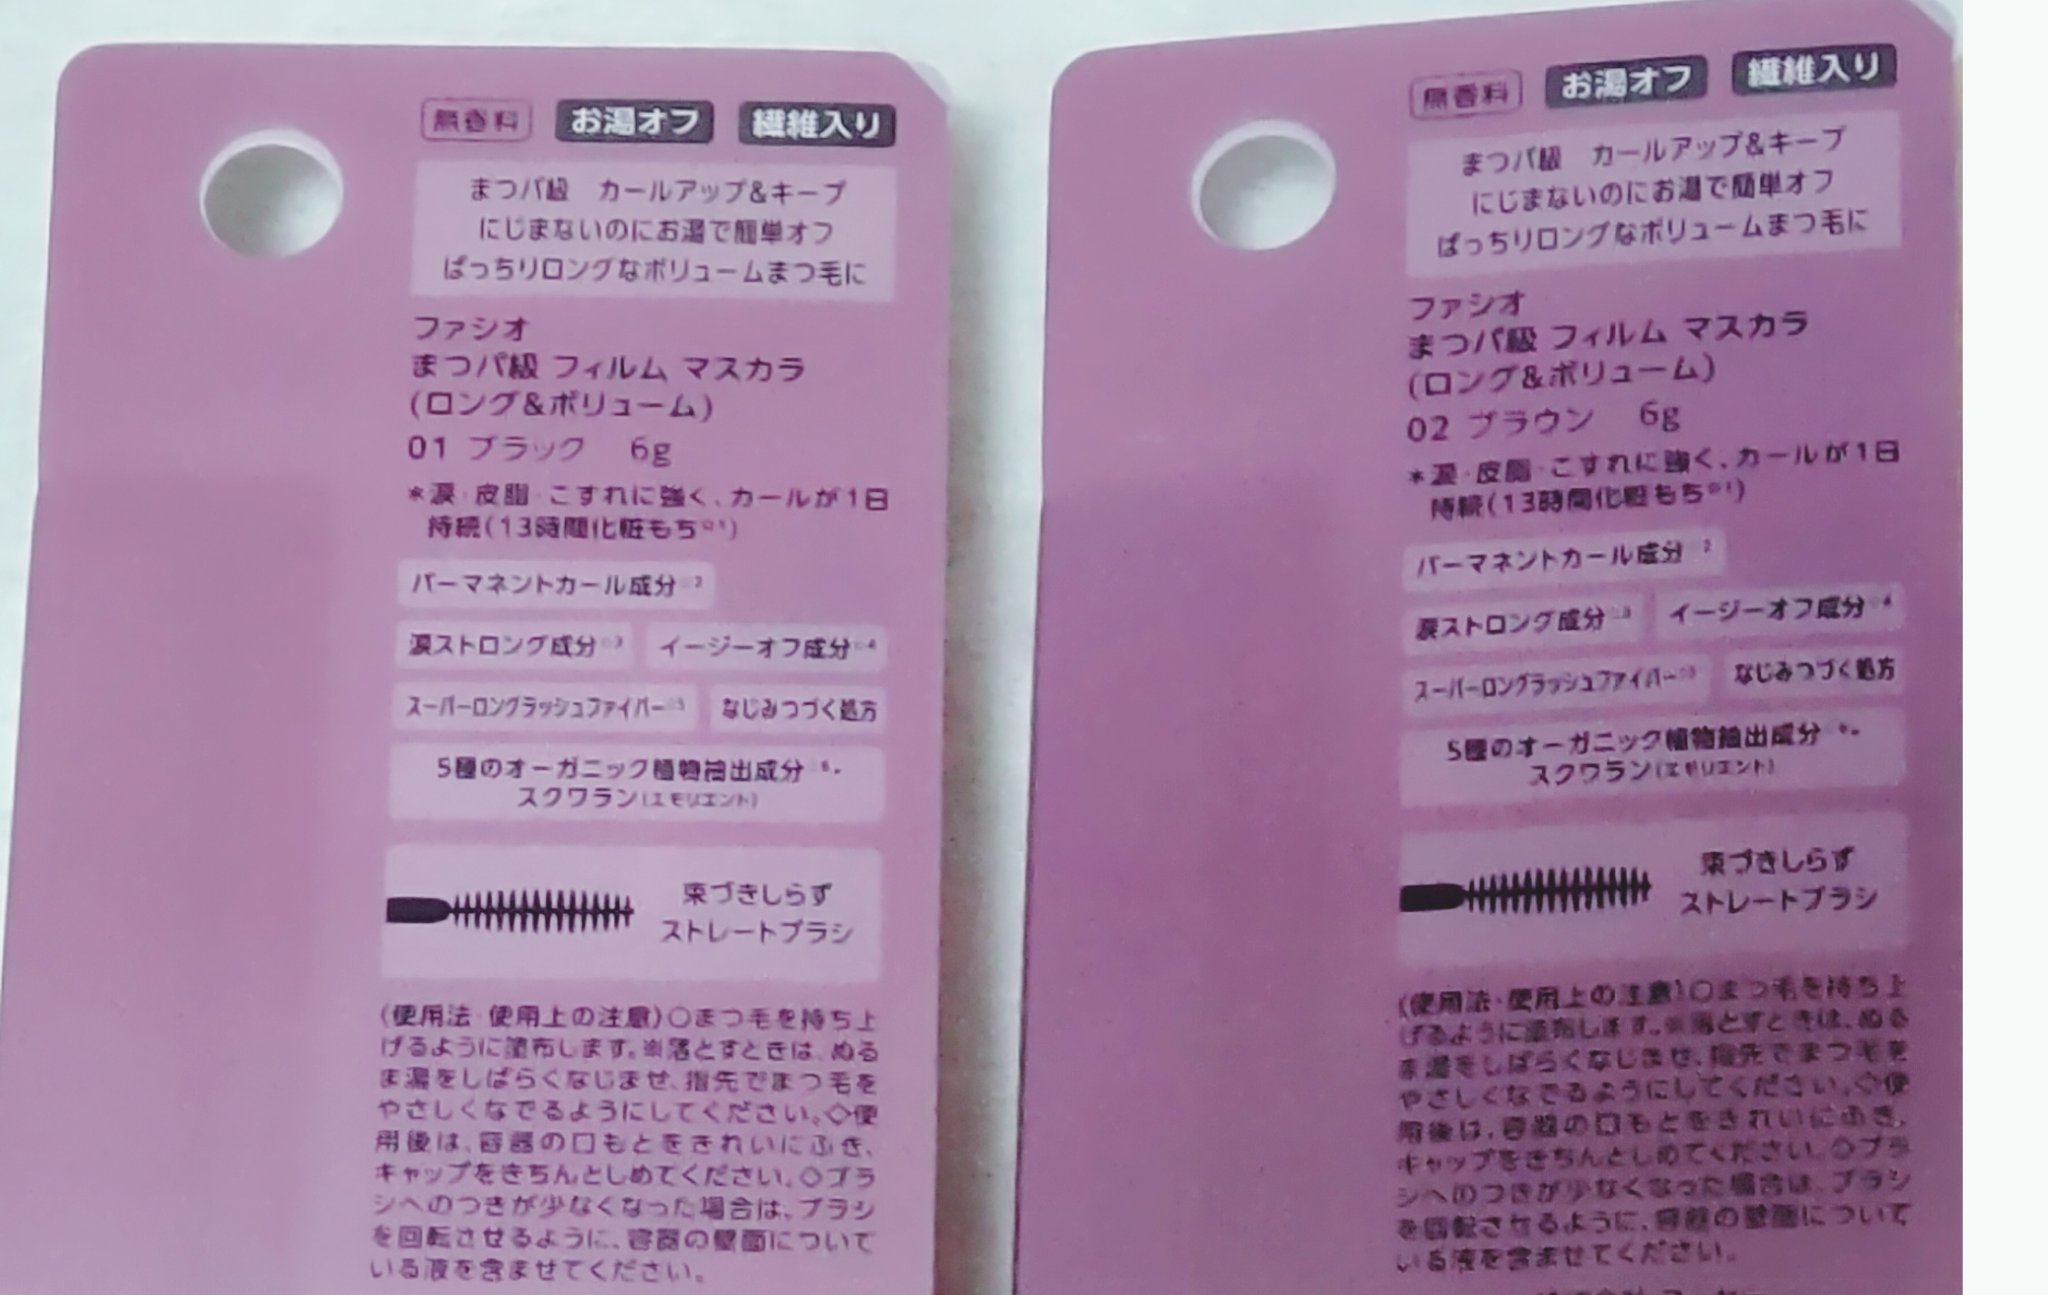 無香料 お湯オフ 繊維入り
まつパ級 カールアップ&キープ
にじまないのにお湯で簡単オフ
ぱっちりロングなボリュームまつ毛に
ファシオ
まつパ級 フィルム マスカラ
(ロング&ボリューム)
01 ブラック 6g
*涙・皮脂・こすれに強く、カールが1日
持続(13時間化粧もち※1)
パーマネントカール成分※2
涙ストロング成分※3 イージーオフ成分※4
スーパーロングラッシュファイバー※5 なじみつづく処方
5種のオーガニック植物抽出成分※6・
スクワラン(エモリエント)
束づきしらず
ストレートブラシ
(使用法・使用上の注意)○まつ毛を持ち上
げるように塗布します。※落とすときは、ぬる
ま湯をしばらくなじませ、指先でまつ毛を
やさしくなでるようにしてください。◇使
用後は、容器の口もとをきれいにふき、
キャップをきちんとしめてください。◇ブラ
シへのつきが少なくなった場合は、ブラシ
を回転させるように、容器の壁面について
いる液を含ませてください。
無香料 お湯オフ 繊維入り
まつパ級 カールアップ&キープ
にじまないのにお湯で簡単オフ
ぱっちりロングなボリュームまつ毛に
ファシオ
まつパ級 フィルム マスカラ
(ロング&ボリューム)
02 ブラウン 6g
*涙・皮脂・こすれに強く、カールが1日
持続(13時間化粧もち※1)
パーマネントカール成分※2
涙ストロング成分※3 イージーオフ成分※4
スーパーロングラッシュファイバー※5 なじみつづく処方
5種のオーガニック植物抽出成分※6・
スクワラン(エモリエント)
束づきしらず
ストレートブラシ
(使用法・使用上の注意)○まつ毛を持ち上
げるように塗布します。※落とすときは、ぬる
ま湯をしばらくなじませ、指先でまつ毛を
やさしくなでるようにしてください。◇使
用後は、容器の口もとをきれいにふき、
キャップをきちんとしめてください。◇ブラ
シへのつきが少なくなった場合は、ブラシ
を回転させるように、容器の壁面について
いる液を含ませてください。